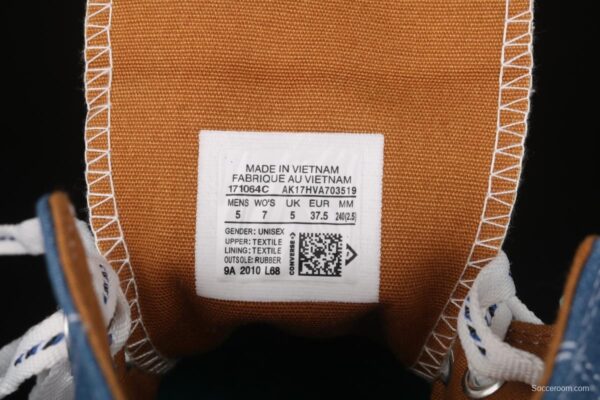 MADE IN VIETNAM
FABRIQUE AU VIETNAM
171064C AK17HVA703519
MENS WO'S UK EUR MM
5 7 5 37.5 240(2.5)
GENDER: UNISEX
UPPER: TEXTILE
LINING: TEXTILE
OUTSOLE: RUBBER
9A 2010 L68
CONVERSE
Socceroom.com